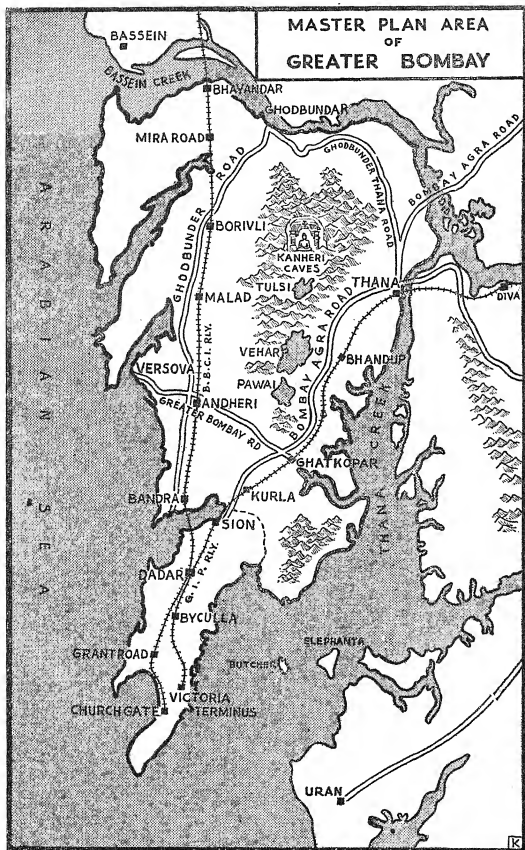 MASTER PLAN AREA
OF
GREATER BOMBAY
BASSEIN
BASSEIN CREEK
BHAYANDAR
GHODBUNDAR
MIRA ROAD
GHODBUNDER ROAD
GHODBUNDER THANA ROAD
BOMBAY AGRA ROAD
BORIVLI
KANHERI
CAVES
TULSI
THANA
DIVA
MALAD
B.B.C.I. RLY.
VEHAR
BOMBAY AGRA ROAD
BHANDUP
VERSOVA
PAWAI
ANDHERI
GREATER BOMBAY RD
GHATKOPAR
THANA CREEK
ARABIAN SEA
BANDRA
KURLA
SION
DADAR
G.I.P. RLY.
BYCULLA
GRANTROAD
BUTCHER
ELEPHANTA
VICTORIA
TERMINUS
CHURCHGATE
URAN
K